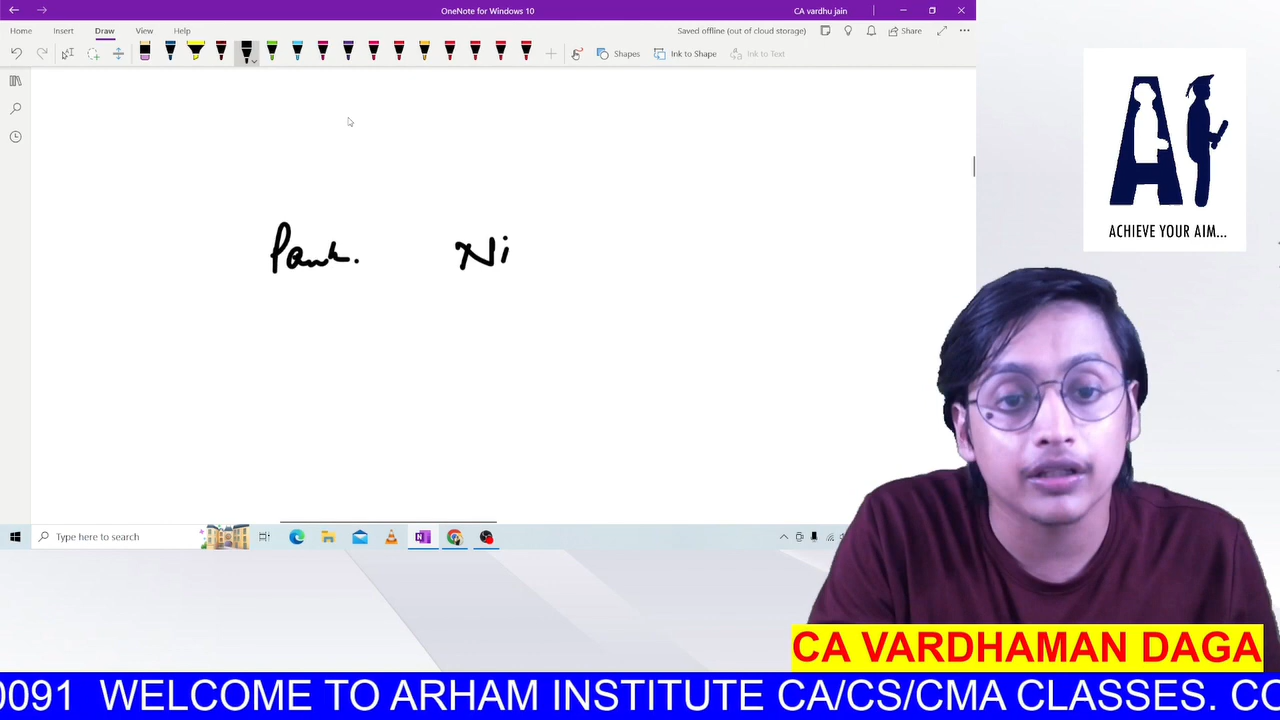 OneNote for Windows 10
CA vardhu jain
Home Insert Draw View Help
Saved offline (out of cloud storage)
Share
Shapes
Ink to Shape
Ink to Text
Ni
ACHIEVE YOUR AIM...
Type here to search
CA VARDHAMAN DAGA
0091 WELCOME TO ARHAM INSTITUTE CA/CS/CMA CLASSES. CO